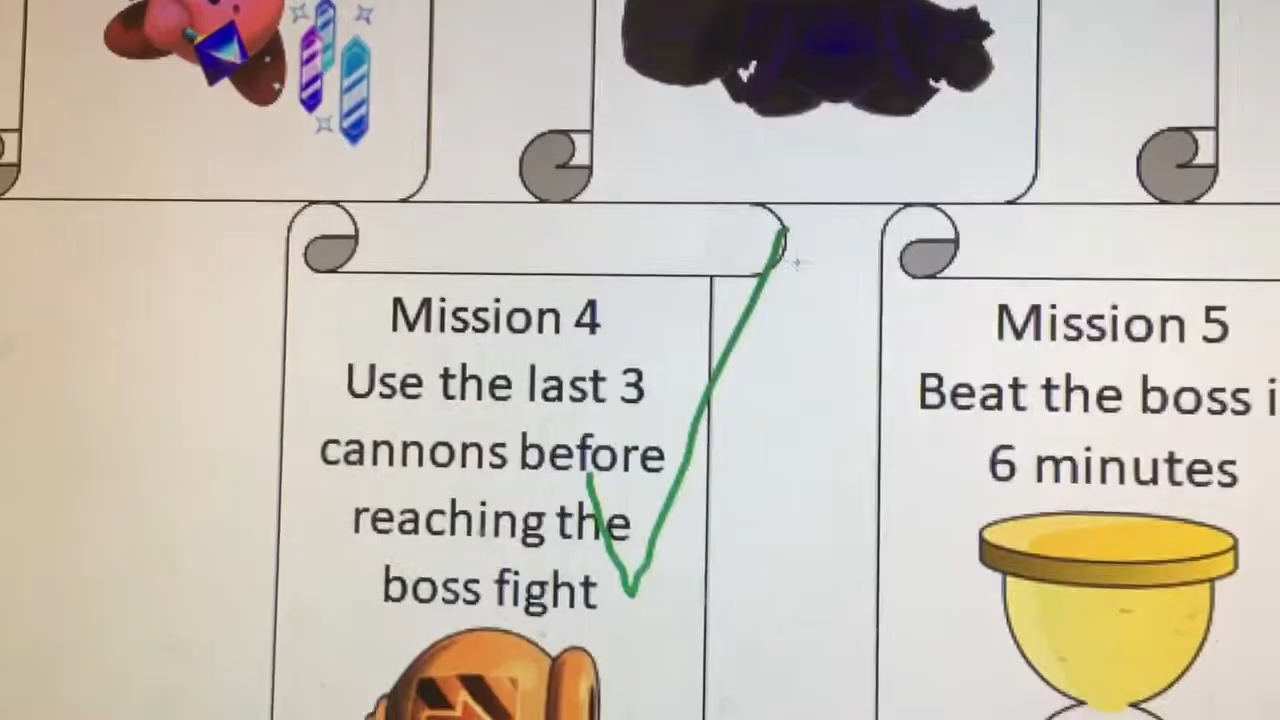 Mission 4
Use the last 3
cannons before
reaching the
boss fight
Mission 5
Beat the boss
6 minutes